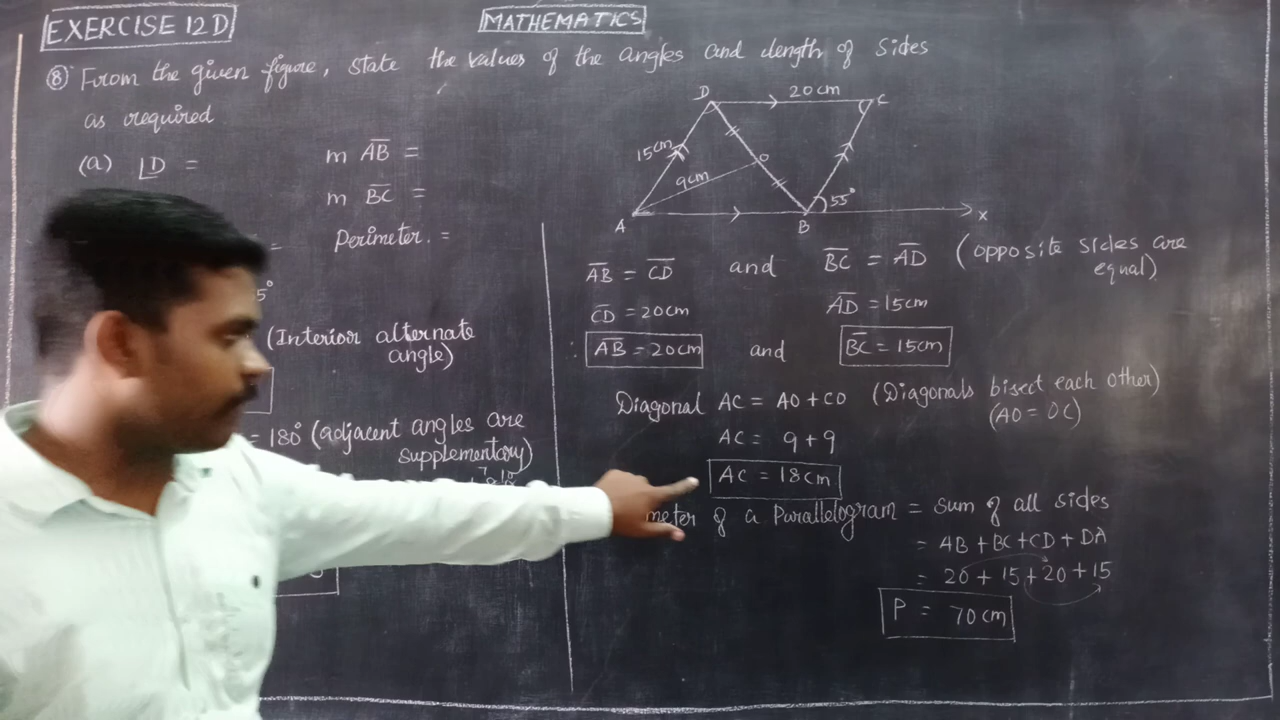 EXERCISE 12D
MATHEMATICS
⑧ From the given figure, state the values of the angles and length of sides
as required
(a) ∠D =
m AB̅ =
m BC̅ =
Perimeter. =
=
5°
(Interior alternate
angle)
= 180° (adjacent angles are
supplementary)
D
20cm
C
15cm
O
9cm
55°
A
B
X
AB̅ = CD̅ and BC̅ = AD̅ (opposite sides are
equal)
CD̅ = 20cm AD̅ = 15cm
AB̅ = 20cm and BC̅ = 15cm
Diagonal AC = AO + CO (Diagonals bisect each other)
(AO = OC)
AC = 9 + 9
AC = 18cm
meter of a Parallelogram = sum of all sides
= AB + BC + CD + DA
= 20 + 15 + 20 + 15
P = 70 cm